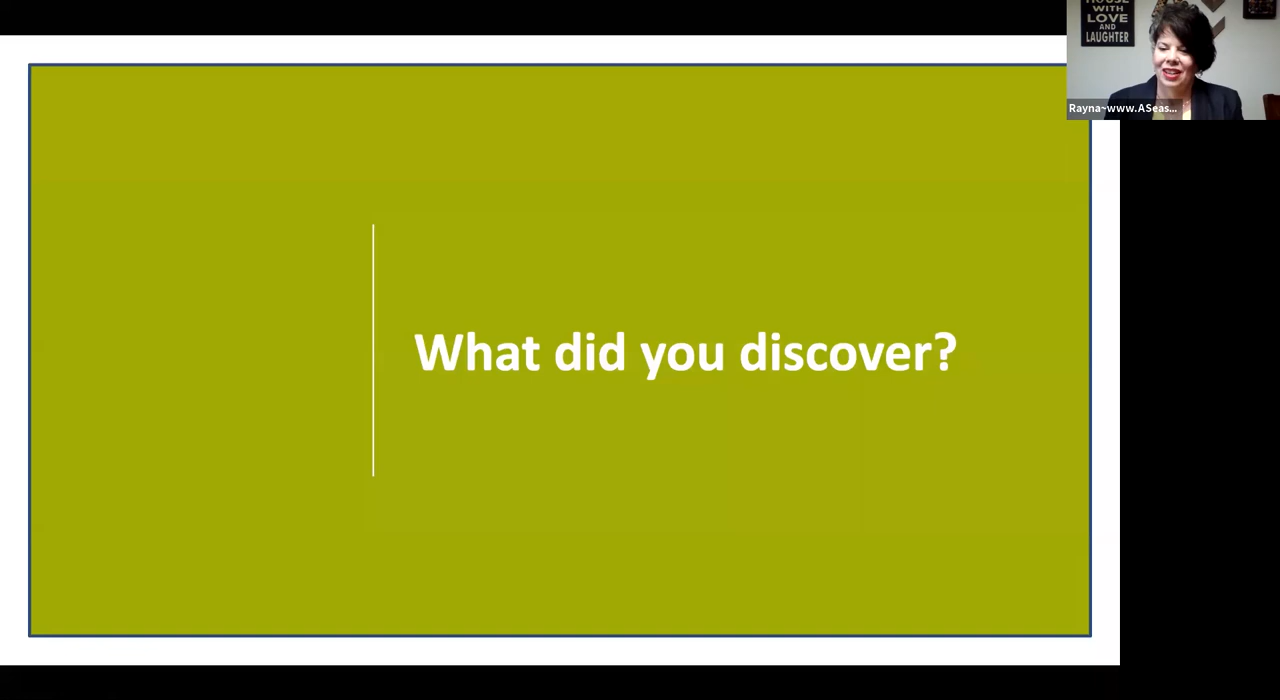 HOUSE
WITH
LOVE
AND
LAUGHTER
Rayna~www.ASeas...
What did you discover?